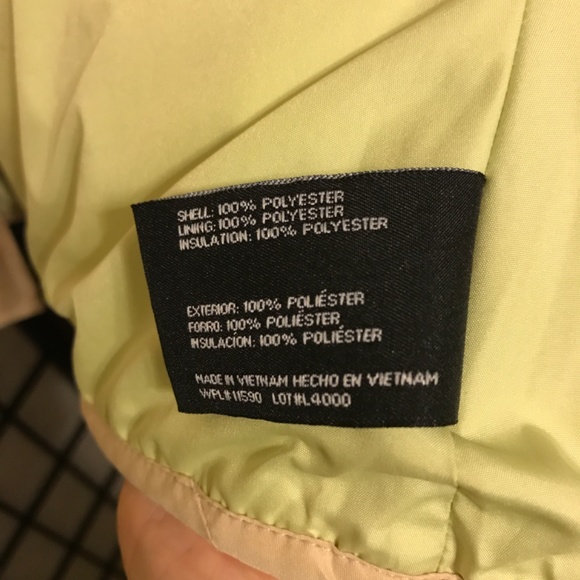 SHELL: 100% POLYESTER
LINING: 100% POLYESTER
INSULATION: 100% POLYESTER
EXTERIOR: 100% POLIÉSTER
FORRO: 100% POLIÉSTER
INSULACIÓN: 100% POLIÉSTER
MADE IN VIETNAM HECHO EN VIETNAM
WPL# 11590 LOT#L4000